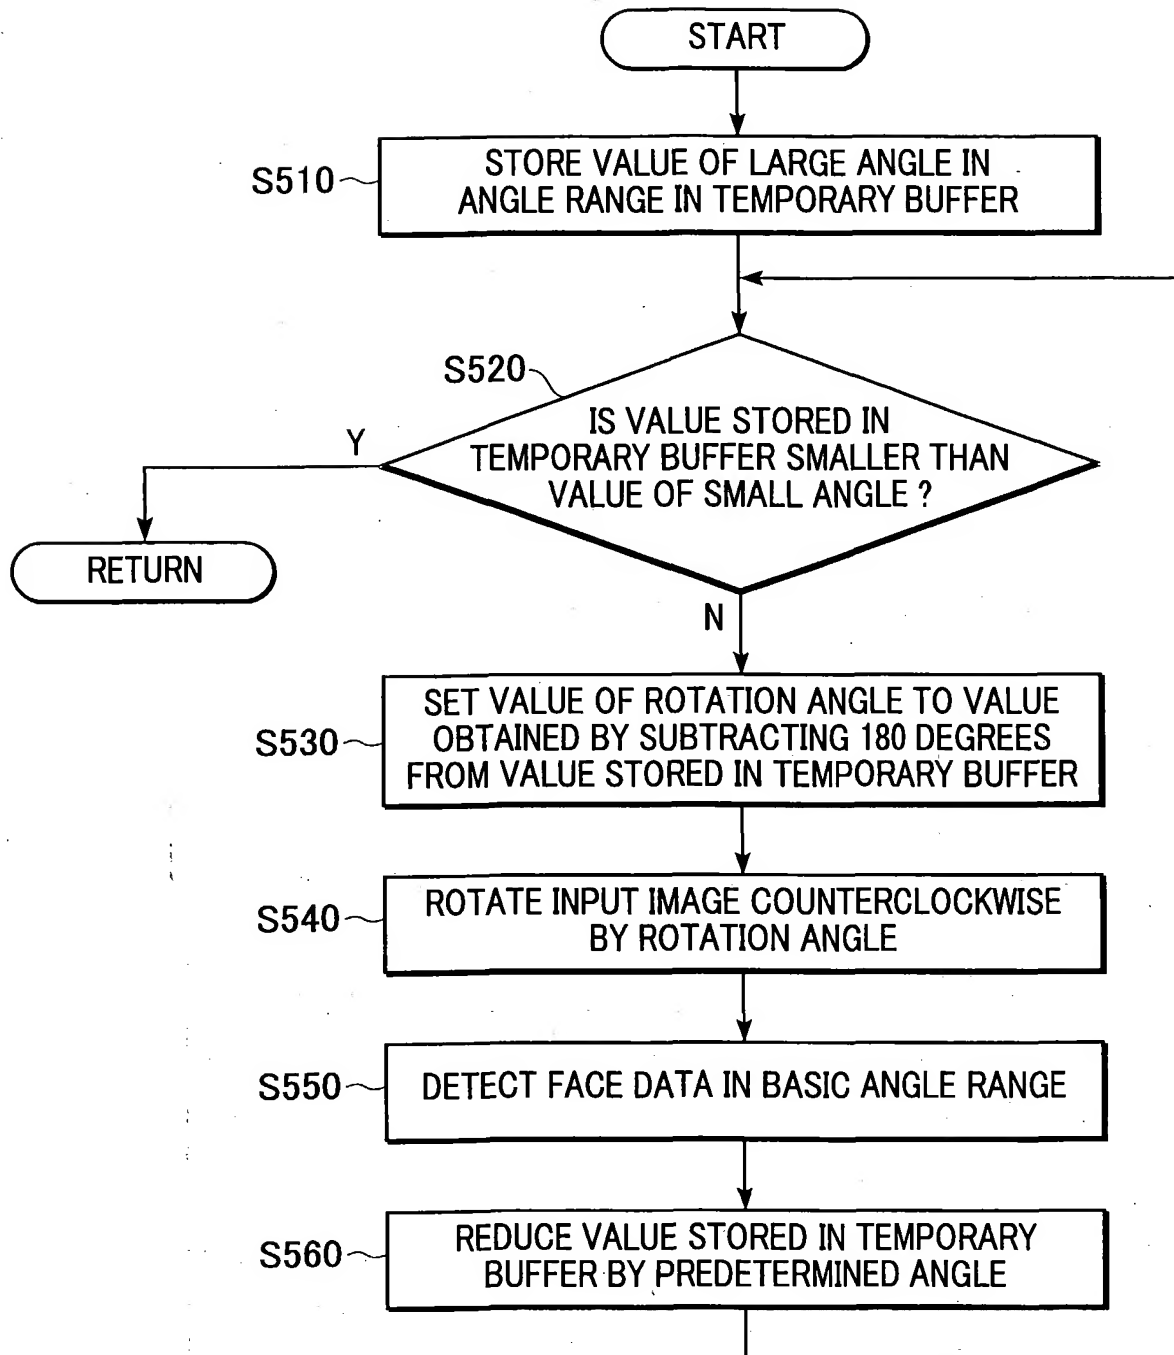 START
S510
STORE VALUE OF LARGE ANGLE IN
ANGLE RANGE IN TEMPORARY BUFFER
S520
IS VALUE STORED IN
TEMPORARY BUFFER SMALLER THAN
VALUE OF SMALL ANGLE ?
Y
RETURN
N
S530
SET VALUE OF ROTATION ANGLE TO VALUE
OBTAINED BY SUBTRACTING 180 DEGREES
FROM VALUE STORED IN TEMPORARY BUFFER
S540
ROTATE INPUT IMAGE COUNTERCLOCKWISE
BY ROTATION ANGLE
S550
DETECT FACE DATA IN BASIC ANGLE RANGE
S560
REDUCE VALUE STORED IN TEMPORARY
BUFFER BY PREDETERMINED ANGLE